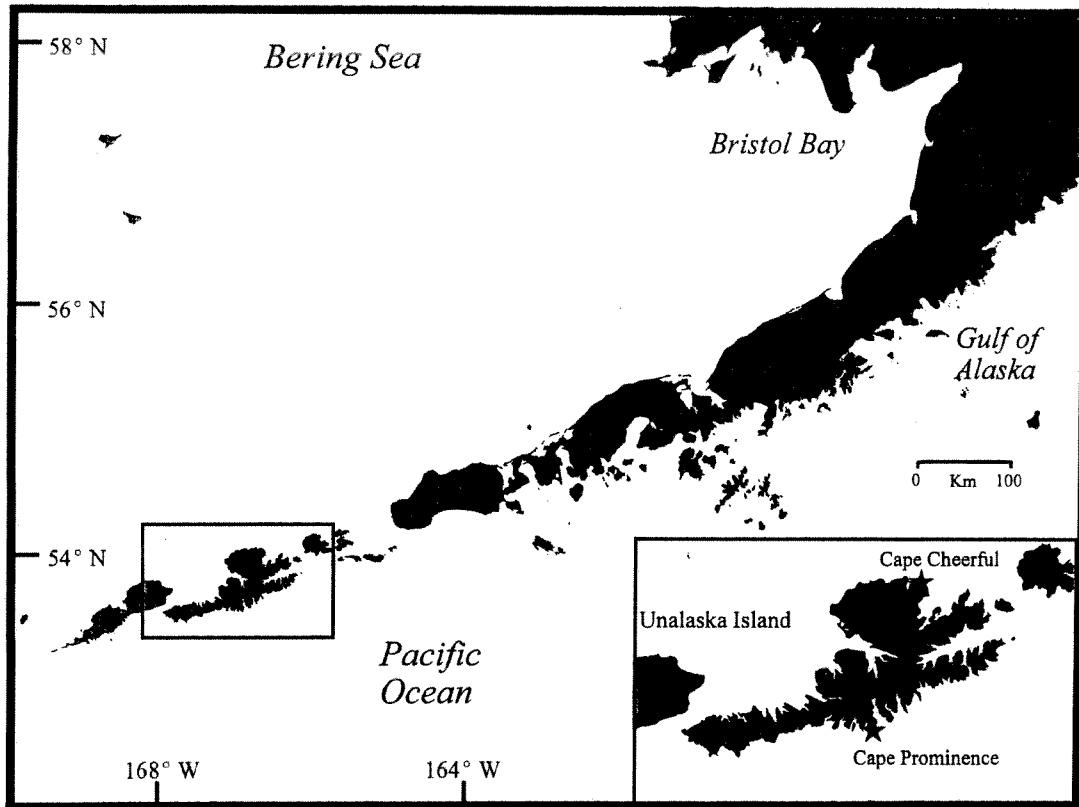 58° N
Bering Sea
Bristol Bay
56° N
Gulf of
Alaska
0 Km 100
54° N
Cape Cheerful
Unalaska Island
Pacific
Ocean
Cape Prominence
168° W
164° W